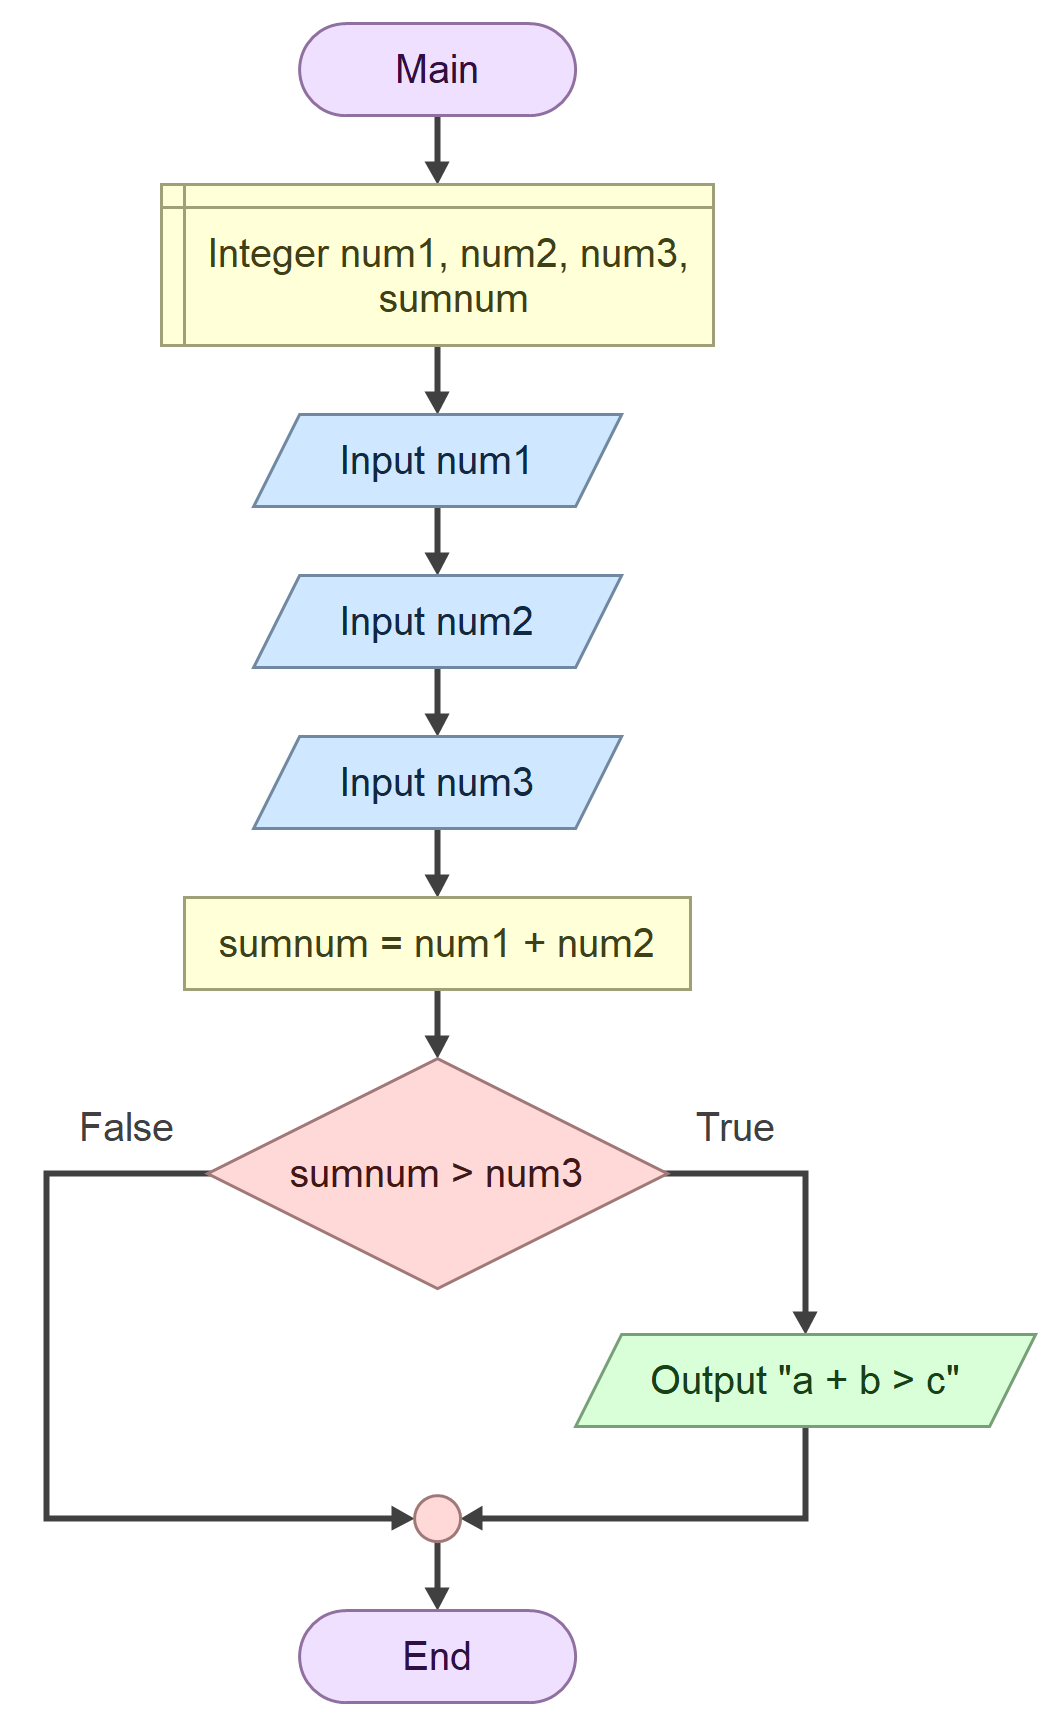 Main
Integer num1, num2, num3,
sumnum
Input num1
Input num2
Input num3
sumnum = num1 + num2
False
True
sumnum > num3
Output "a + b > c"
End